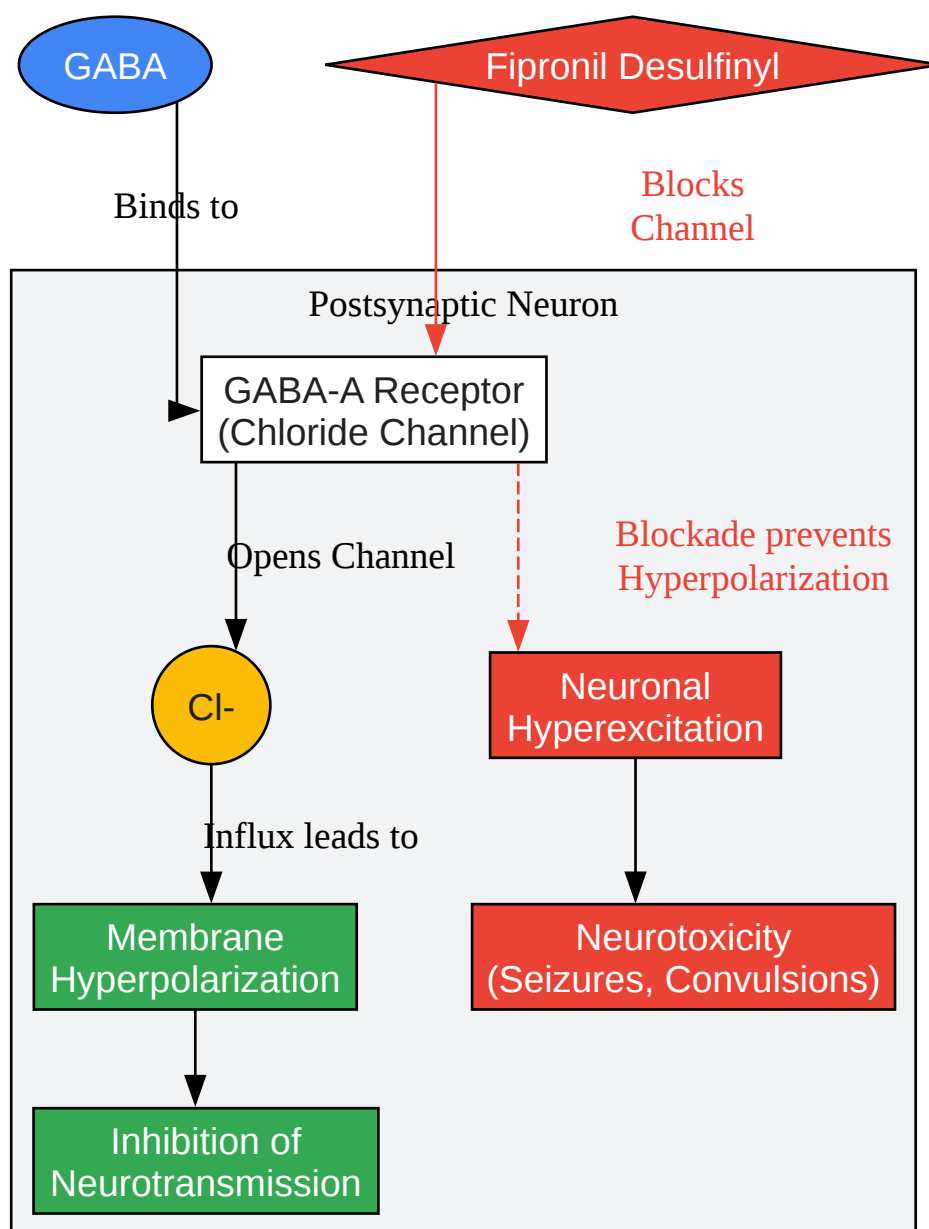 GABA
Fipronil Desulfinyl
Binds to
Blocks
Channel
Postsynaptic Neuron
GABA-A Receptor
(Chloride Channel)
Opens Channel
Blockade prevents
Hyperpolarization
Cl-
Neuronal
Hyperexcitation
Influx leads to
Membrane
Hyperpolarization
Neurotoxicity
(Seizures, Convulsions)
Inhibition of
Neurotransmission